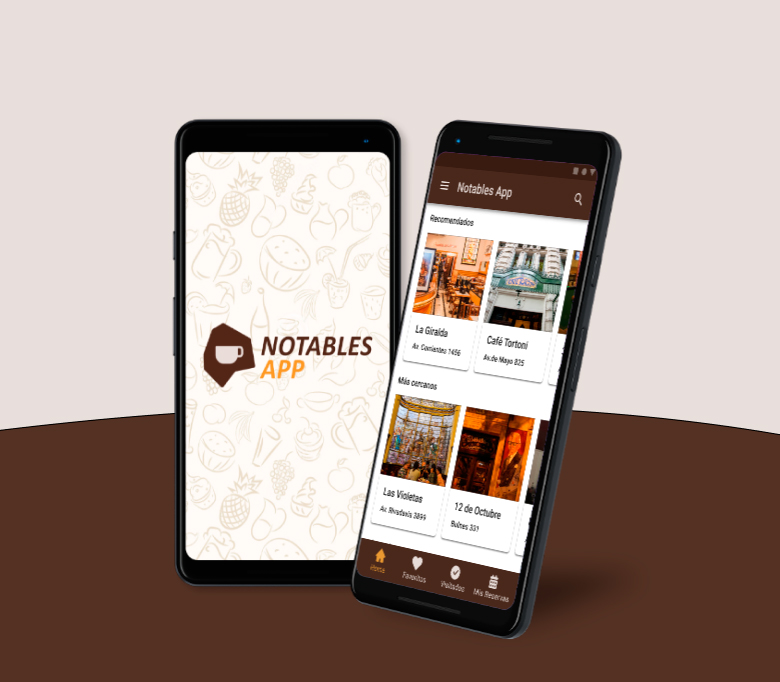 NOTABLES
APP
Notables App
Recomendados
La Giralda
Av. Corrientes 1456
Café Tortoni
Av. de Mayo 825
Más cercanos
Las Violetas
Av. Rivadavia 3899
12 de Octubre
Bulnes 331
Home
Favoritos
Visitados
Mis Reservas